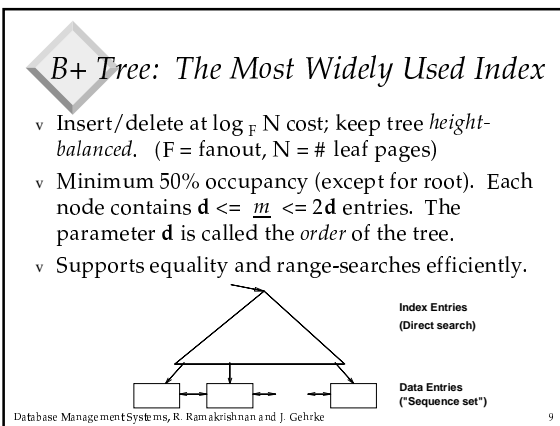 B+ Tree: The Most Widely Used Index
v Insert/delete at log F N cost; keep tree height-
balanced. (F = fanout, N = # leaf pages)
v Minimum 50% occupancy (except for root). Each
node contains d <= m <= 2d entries. The
parameter d is called the order of the tree.
v Supports equality and range-searches efficiently.
Index Entries
(Direct search)
Data Entries
("Sequence set")
Database Management Systems, R. Ramakrishnan and J. Gehrke
9